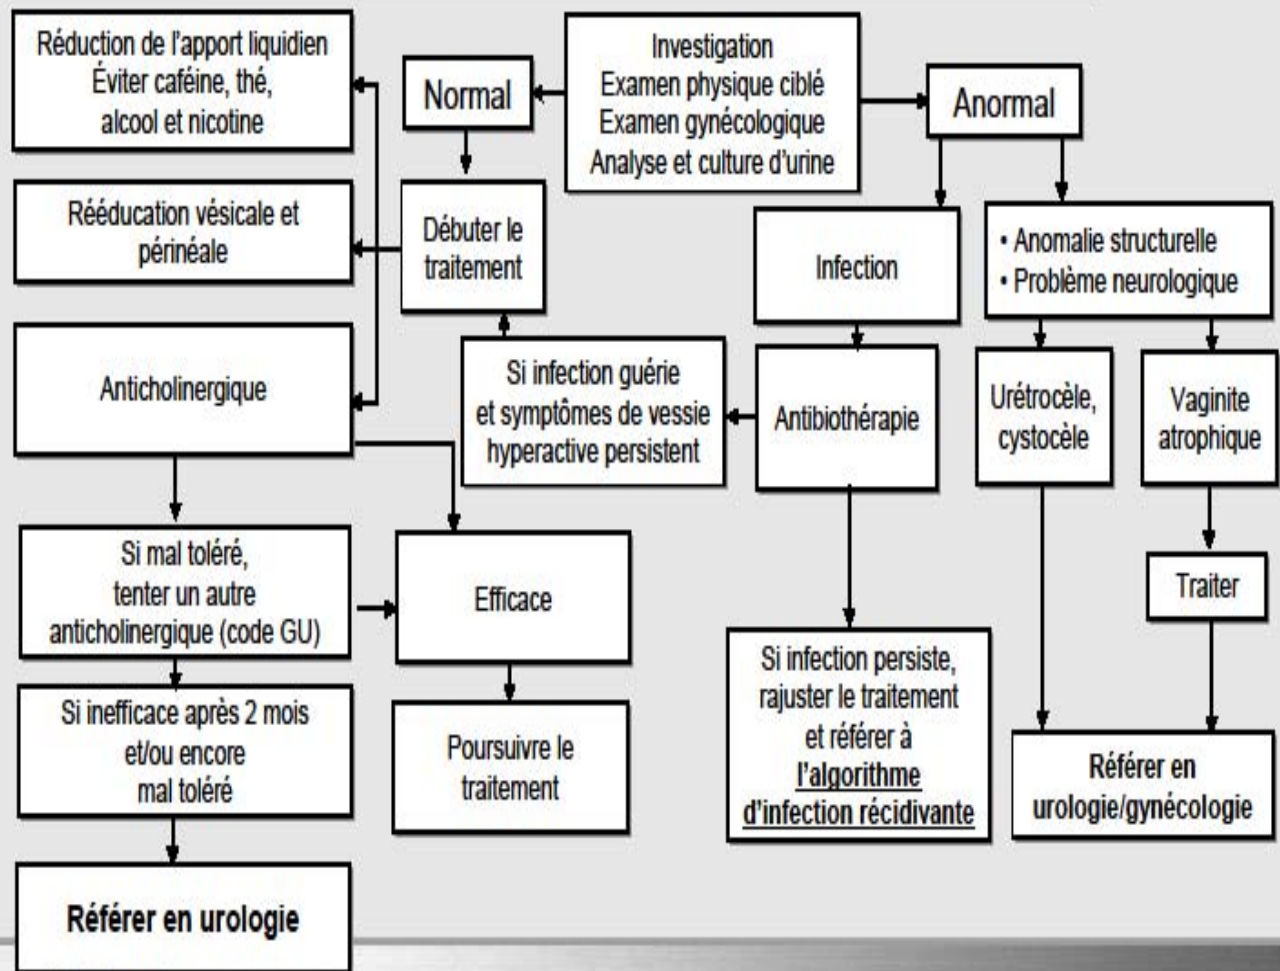 Réduction de l'apport liquidien
Éviter caféine, thé,
alcool et nicotine
Normal
Investigation
Examen physique ciblé
Examen gynécologique
Analyse et culture d'urine
Anormal
Rééducation vésicale et
périnéale
Débuter le
traitement
Infection
• Anomalie structurelle
• Problème neurologique
Anticholinergique
Si infection guérie
et symptômes de vessie
hyperactive persistent
Antibiothérapie
Urétrocèle,
cystocèle
Vaginite
atrophique
Si mal toléré,
tenter un autre
anticholinergique (code GU)
Efficace
Traiter
Si inefficace après 2 mois
et/ou encore
mal toléré
Poursuivre le
traitement
Si infection persiste,
rajuster le traitement
et référer à
l'algorithme
d'infection récidivante
Référer en
urologie/gynécologie
Référer en urologie